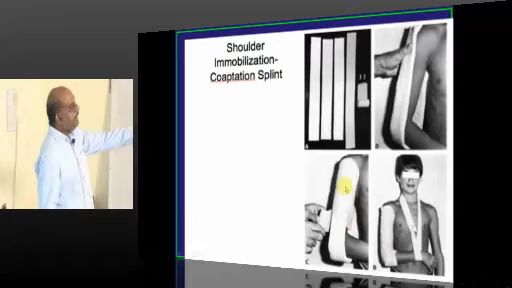 Shoulder
Immobilization-
Coaptation Splint
A
B
C
D